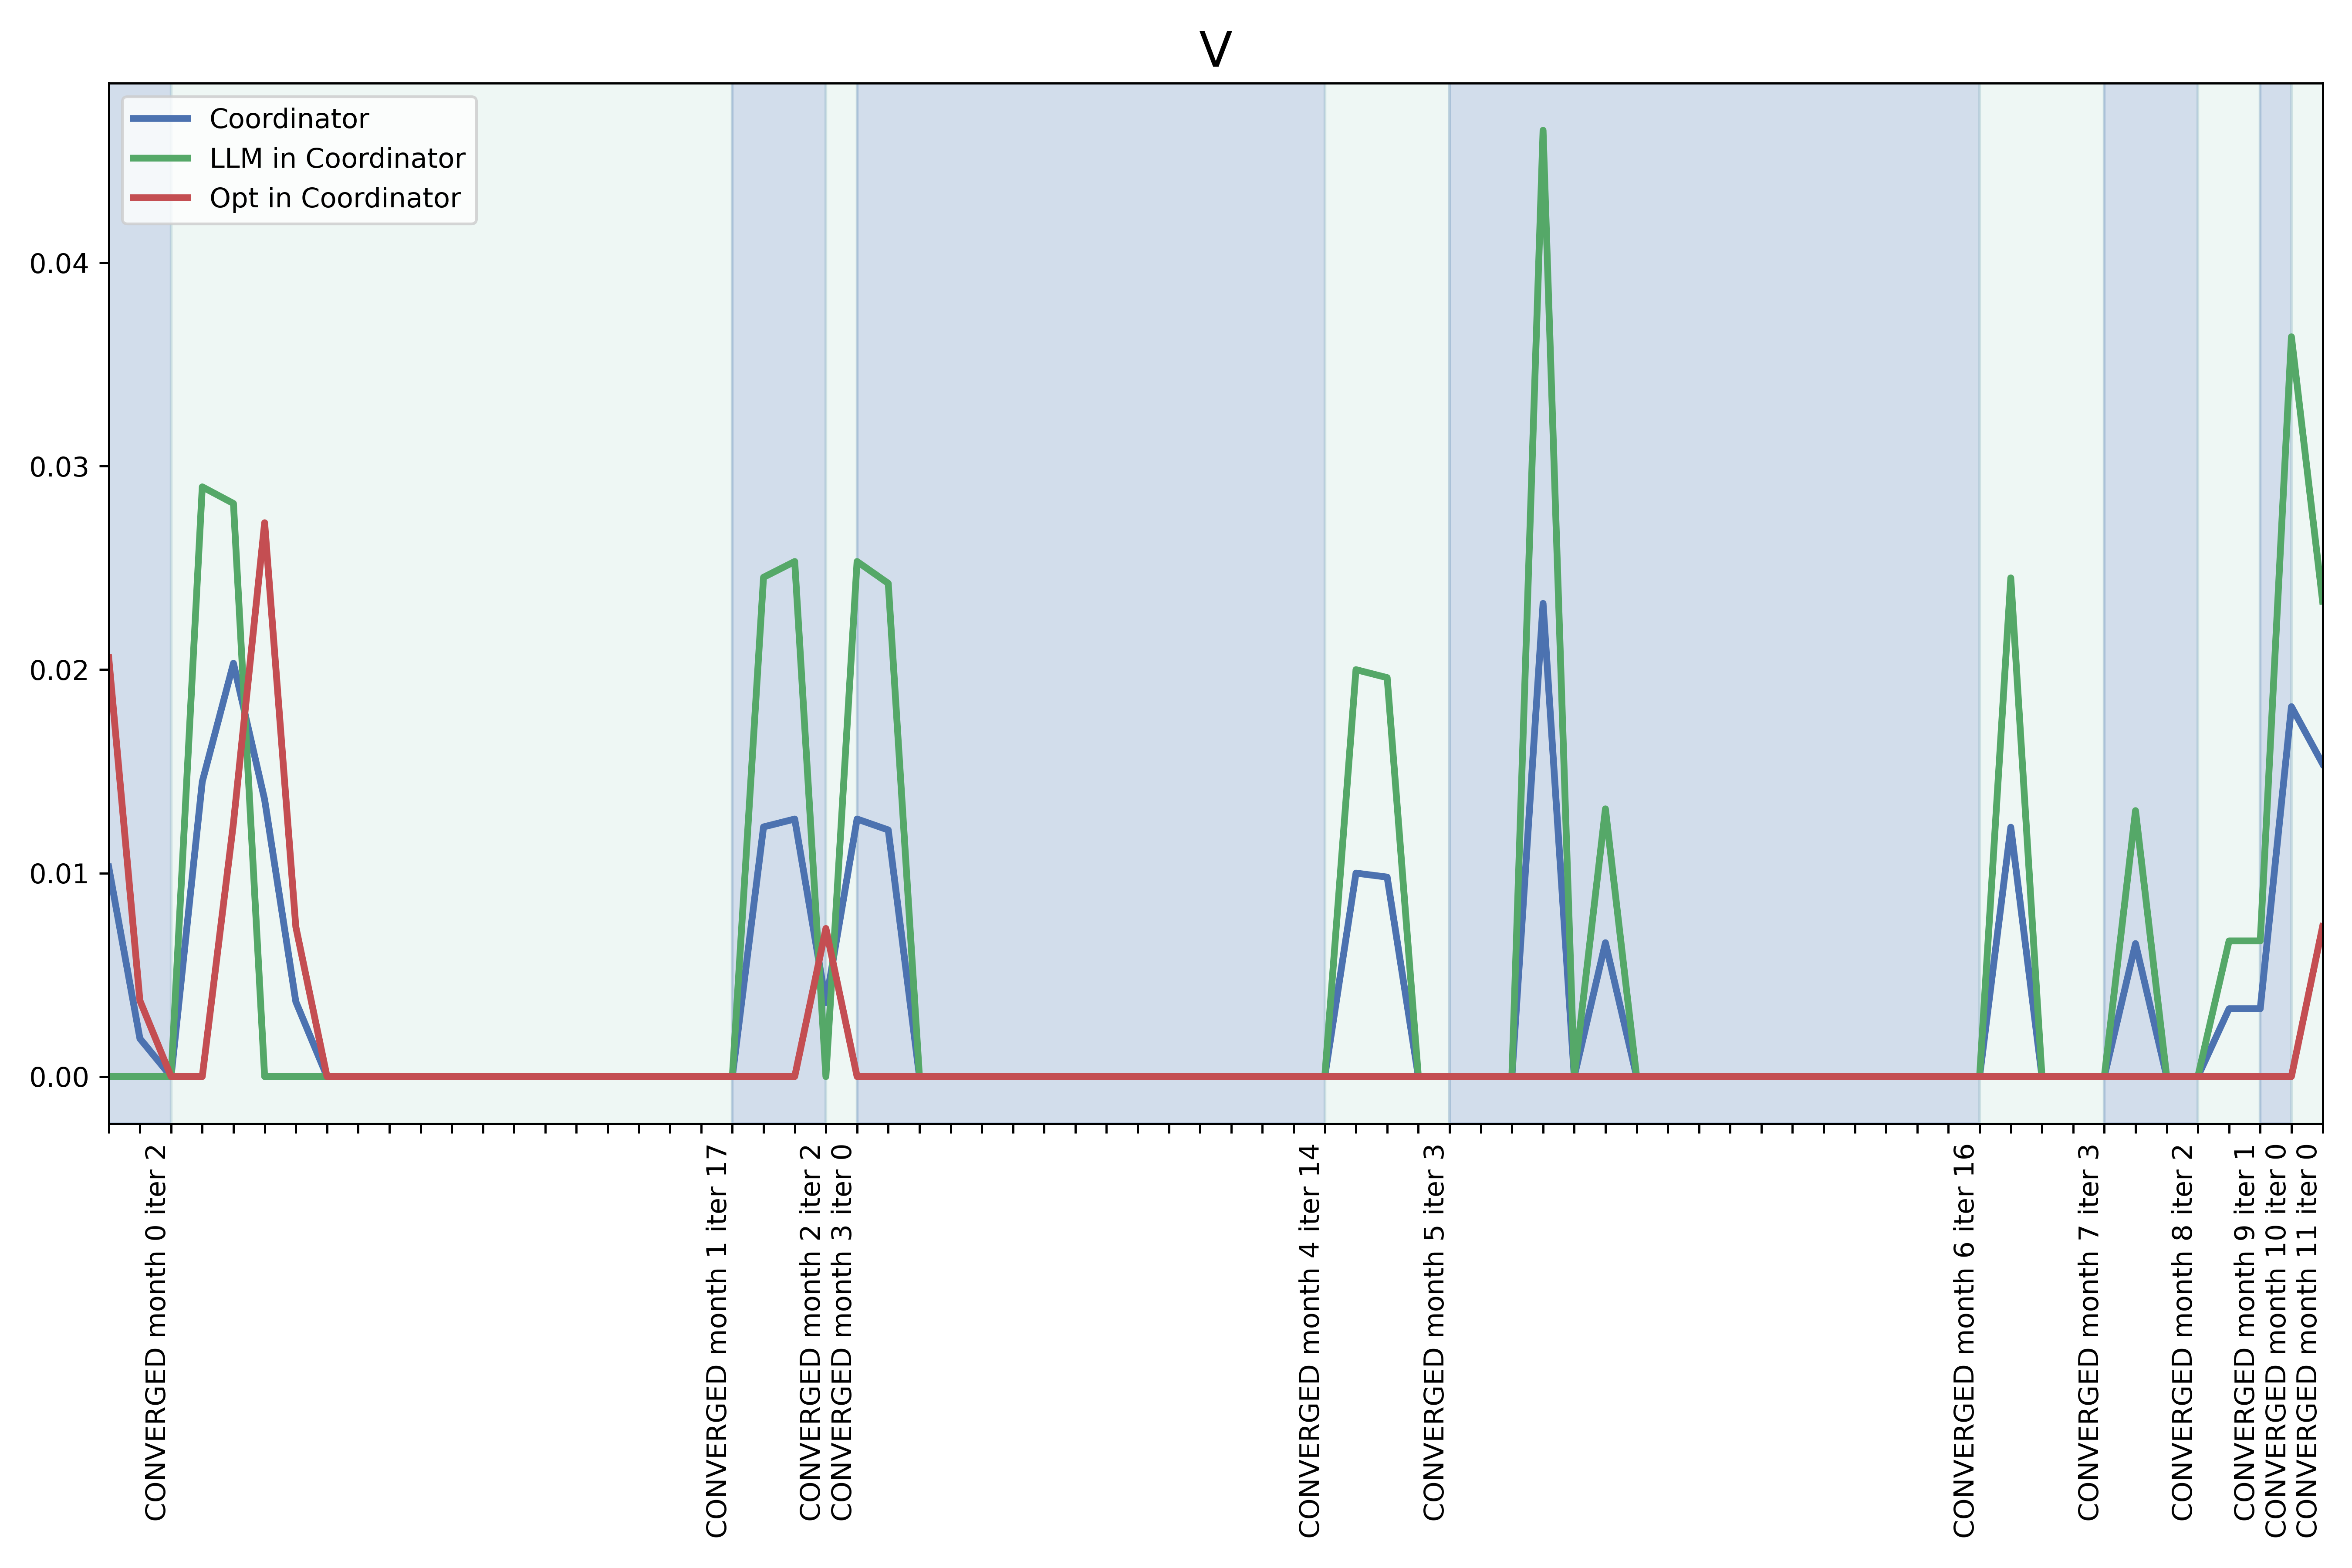 V
Coordinator
LLM in Coordinator
Opt in Coordinator
0.04
0.03
0.02
0.01
0.00
CONVERGED month 0 iter 2
CONVERGED month 1 iter 17
CONVERGED month 2 iter 2
CONVERGED month 3 iter 0
CONVERGED month 4 iter 14
CONVERGED month 5 iter 3
CONVERGED month 6 iter 16
CONVERGED month 7 iter 3
CONVERGED month 8 iter 2
CONVERGED month 9 iter 1
CONVERGED month 10 iter 0
CONVERGED month 11 iter 0